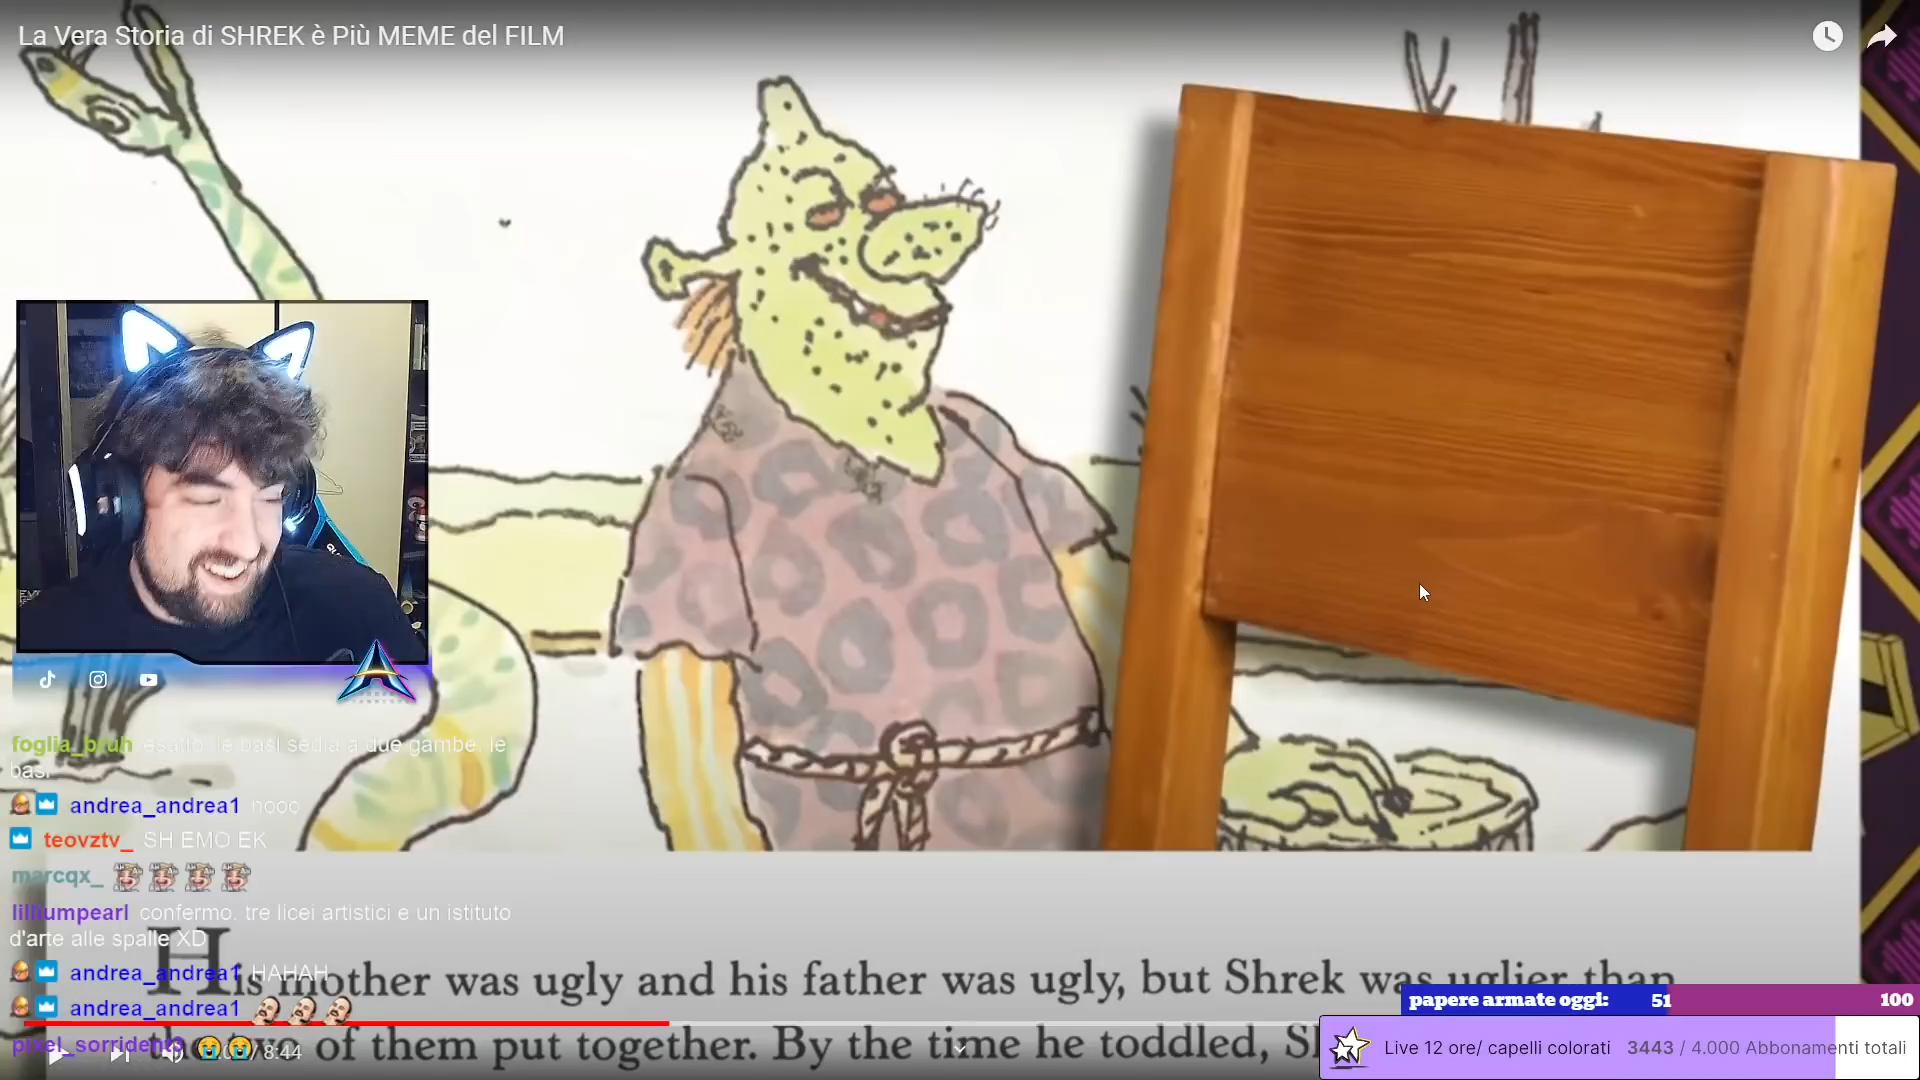 La Vera Storia di SHREK è Più MEME del FILM
foglia_bruh esatto, le basi sedia a due gambe, le
basi
andrea_andrea1 nooo
teovztv_ SH EMO EK
marcqx_
lilliumpearl confermo. tre licei artistici e un istituto
d'arte alle spalle XD
andrea_andrea1 HAHAH
andrea_andrea1
His mother was ugly and his father was ugly, but Shrek was uglier than
of them put together. By the time he toddled,
/ 8:44
papere armate oggi: 51 100
Live 12 ore/ capelli colorati 3443 / 4.000 Abbonamenti totali